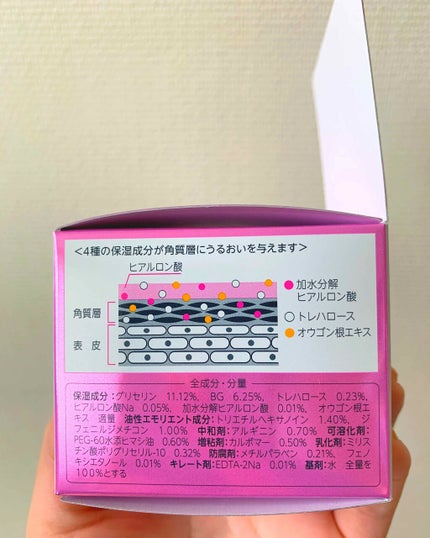 <4種の保湿成分が角質層にうるおいを与えます>
ヒアルロン酸
角質層
表皮
加水分解
ヒアルロン酸
トレハロース
オウゴン根エキス
全成分・分量
保湿成分:グリセリン 11.12%、BG 6.25%、トレハロース 0.23%、
ヒアルロン酸Na 0.05%、加水分解ヒアルロン酸 0.01%、オウゴン根エ
キス 適量 油性エモリエント成分:トリエチルヘキサノイン 1.40%、ジ
フェニルジメチコン 1.00% 中和剤:アルギニン 0.70% 可溶化剤:
PEG-60水添ヒマシ油 0.60% 増粘剤:カルボマー 0.50% 乳化剤:ミリス
チン酸ポリグリセリル-10 0.32% 防腐剤:メチルパラベン 0.21%、フェノ
キシエタノール 0.01% キレート剤:EDTA-2Na 0.01% 基剤:水 全量を
100%とする